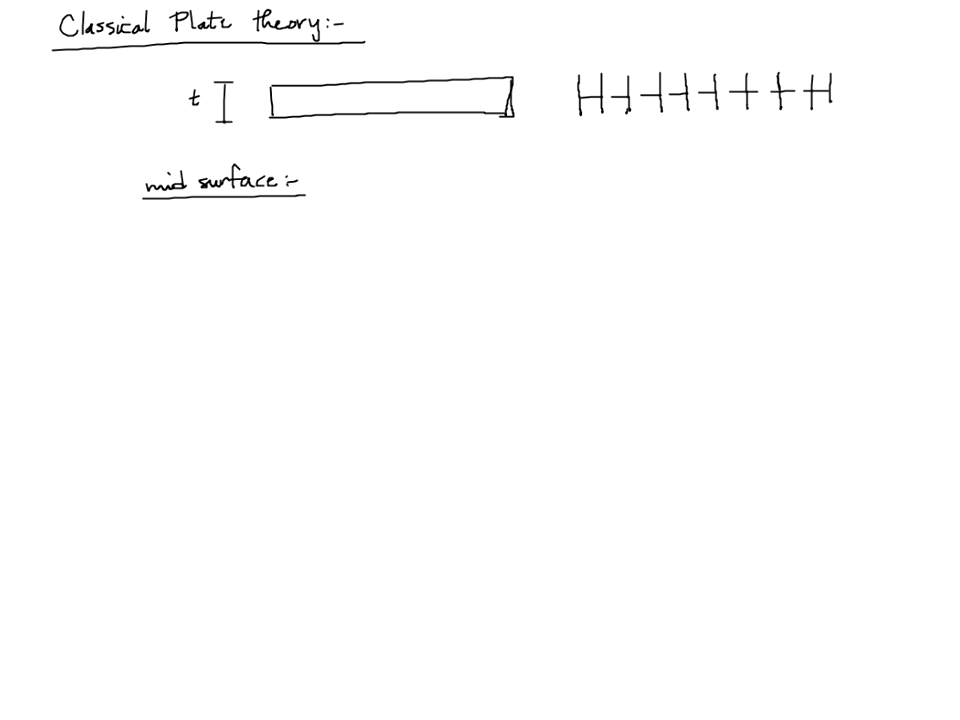 Classical Plate theory:-
t
mid surface:-